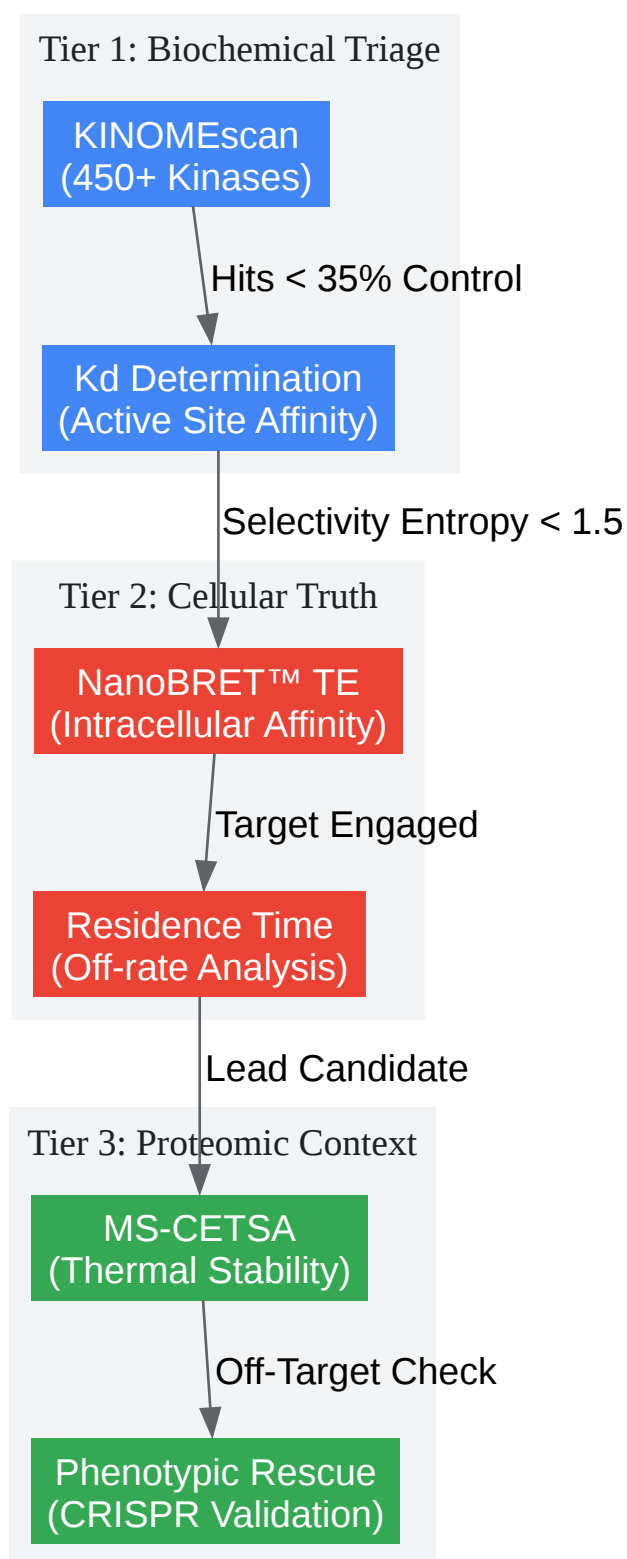 Tier 1: Biochemical Triage
KINOMEscan
(450+ Kinases)
Hits < 35% Control
Kd Determination
(Active Site Affinity)
Selectivity Entropy < 1.5
Tier 2: Cellular Truth
NanoBRET™ TE
(Intracellular Affinity)
Target Engaged
Residence Time
(Off-rate Analysis)
Lead Candidate
Tier 3: Proteomic Context
MS-CETSA
(Thermal Stability)
Off-Target Check
Phenotypic Rescue
(CRISPR Validation)